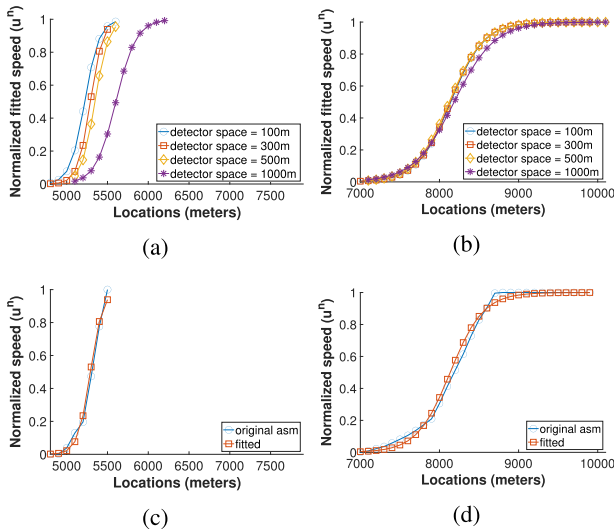 Normalized fitted speed (uⁿ)
1
0.8
0.6
0.4
0.2
0
detector space = 100m
detector space = 300m
detector space = 500m
detector space = 1000m
5000 5500 6000 6500 7000 7500
Locations (meters)
(a)
Normalized fitted speed (uⁿ)
1
0.8
0.6
0.4
0.2
0
detector space = 100m
detector space = 300m
detector space = 500m
detector space = 1000m
7000 8000 9000 10000
Locations (meters)
(b)
Normalized speed (uⁿ)
1
0.8
0.6
0.4
0.2
0
original asm
fitted
5000 5500 6000 6500 7000 7500
Locations (meters)
(c)
Normalized speed (uⁿ)
1
0.8
0.6
0.4
0.2
0
original asm
fitted
7000 8000 9000 10000
Locations (meters)
(d)